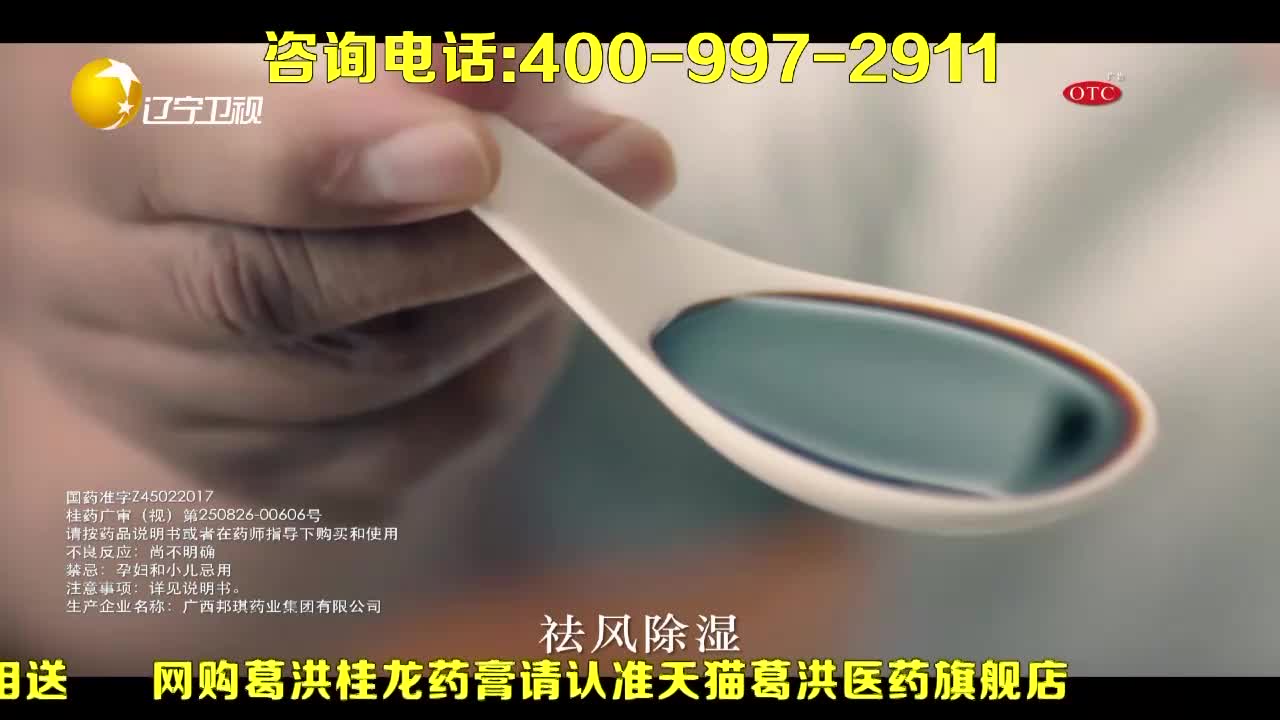 咨询电话:400-997-2911
辽宁卫视
广告
OTC
国药准字Z45022017
桂药广审（视）第250826-00606号
请按药品说明书或者在药师指导下购买和使用
不良反应：尚不明确
禁忌：孕妇和小儿忌用
注意事项：详见说明书。
生产企业名称：广西邦琪药业集团有限公司
祛风除湿
相送 网购葛洪桂龙药膏请认准天猫葛洪医药旗舰店